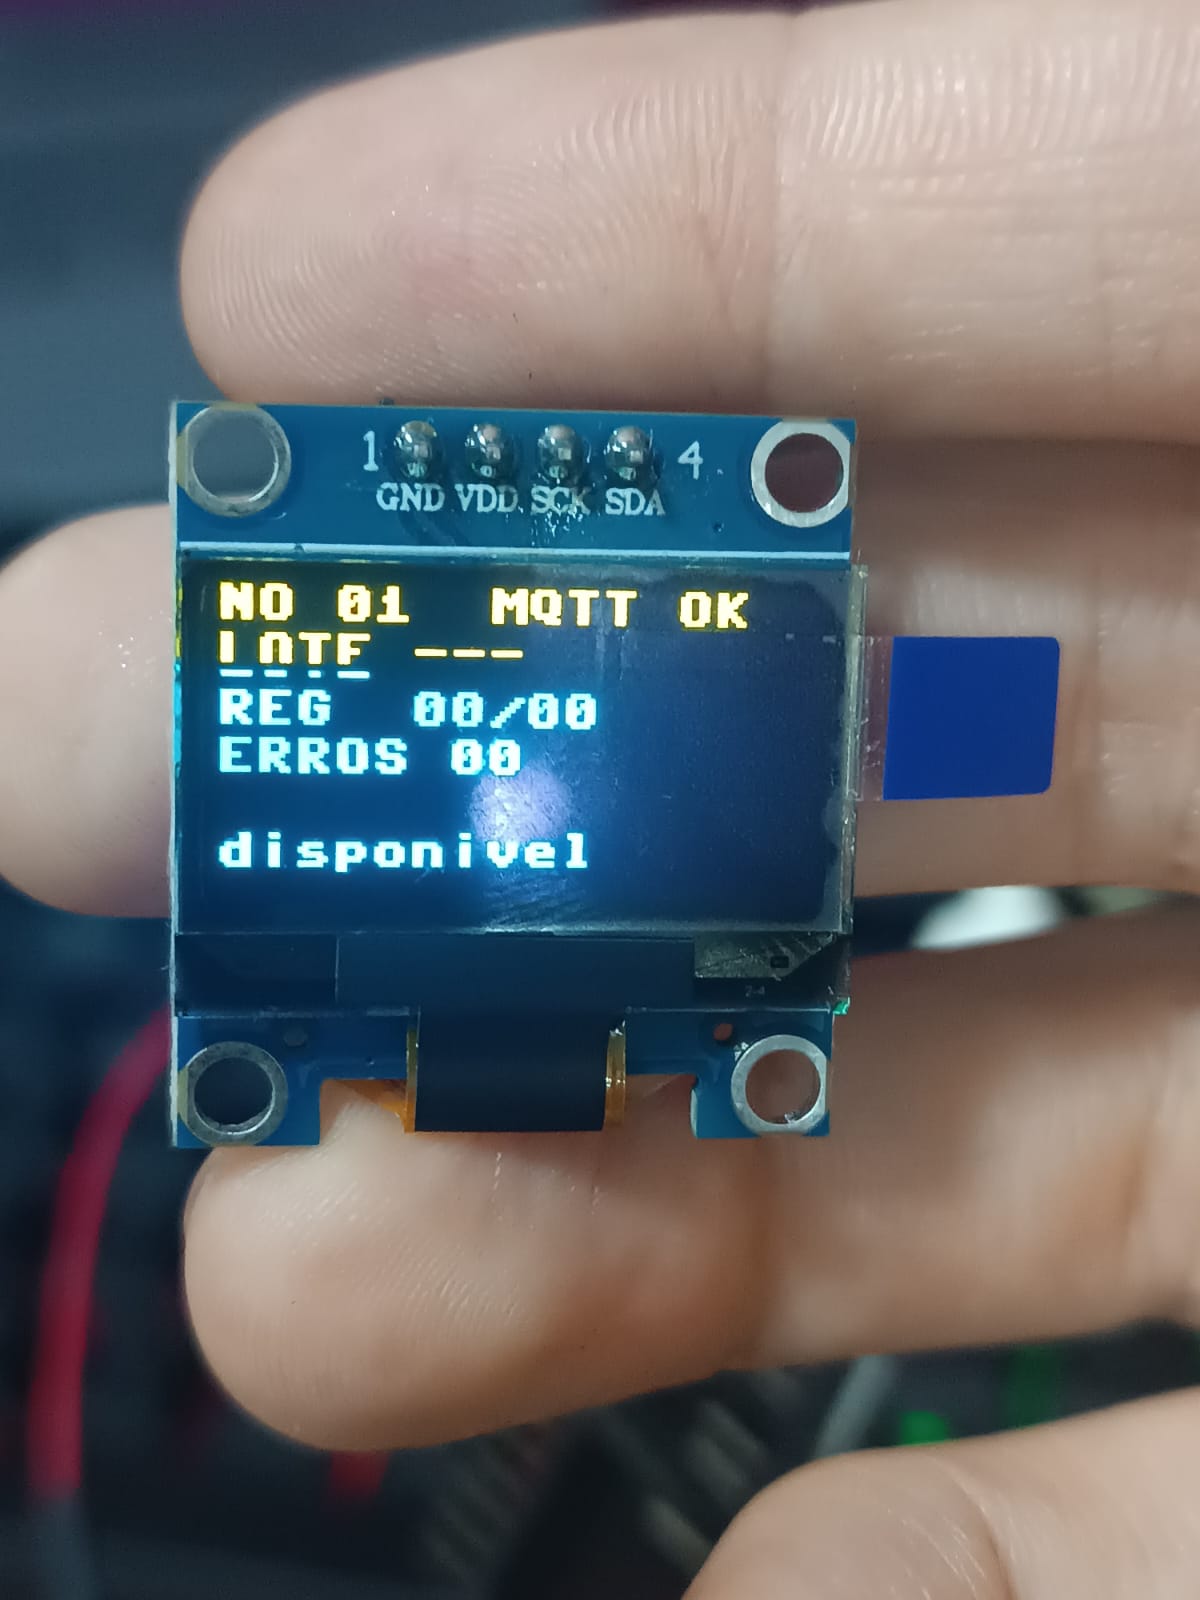 1 4
GND VDD SCK SDA
NO 01 MQTT OK
LOTE ---
REG 00/00
ERROS 00
disponivel